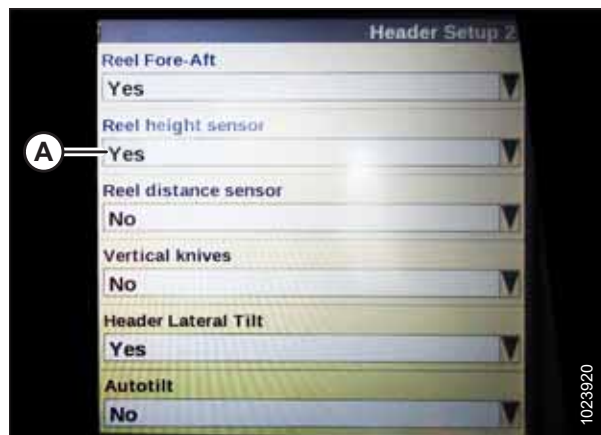 Header Setup 2
Reel Fore-Aft
Yes
Reel height sensor
A
Yes
Reel distance sensor
No
Vertical knives
No
Header Lateral Tilt
Yes
Autotilt
No
1023920